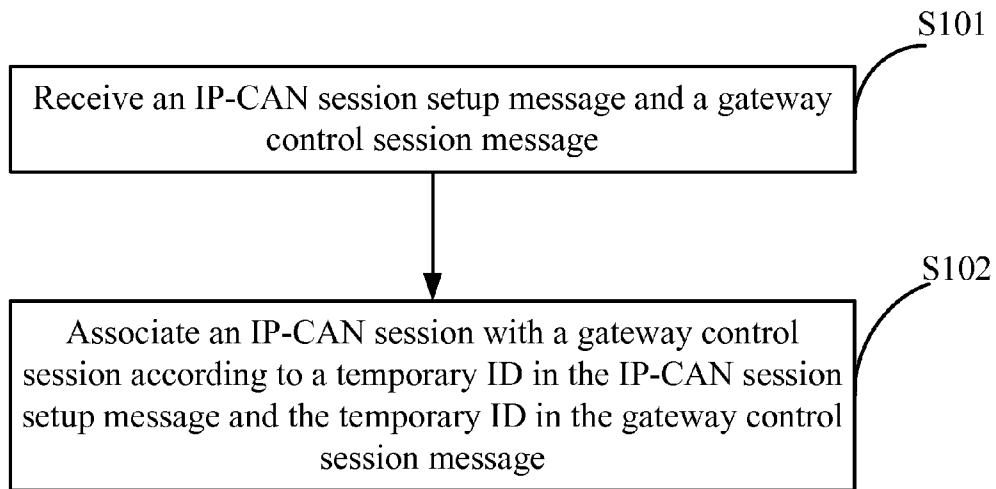 S101
Receive an IP-CAN session setup message and a gateway
control session message
S102
Associate an IP-CAN session with a gateway control
session according to a temporary ID in the IP-CAN session
setup message and the temporary ID in the gateway control
session message